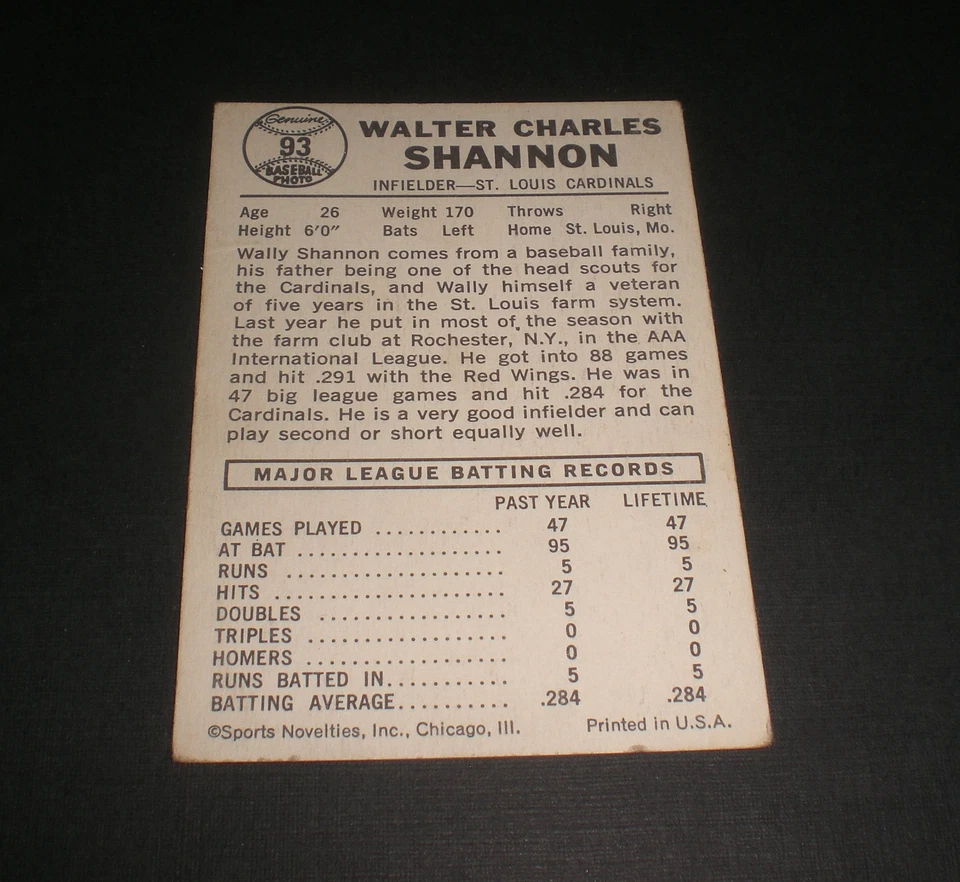 Genuine
93
BASEBALL
PHOTO
WALTER CHARLES
SHANNON
INFIELDER—ST. LOUIS CARDINALS
Age 26 Weight 170 Throws Right
Height 6'0" Bats Left Home St. Louis, Mo.
Wally Shannon comes from a baseball family,
his father being one of the head scouts for
the Cardinals, and Wally himself a veteran
of five years in the St. Louis farm system.
Last year he put in most of the season with
the farm club at Rochester, N.Y., in the AAA
International League. He got into 88 games
and hit .291 with the Red Wings. He was in
47 big league games and hit .284 for the
Cardinals. He is a very good infielder and can
play second or short equally well.
MAJOR LEAGUE BATTING RECORDS
PAST YEAR LIFETIME
GAMES PLAYED ............ 47 47
AT BAT ................... 95 95
RUNS .................... 5 5
HITS ..................... 27 27
DOUBLES ................. 5 5
TRIPLES .................. 0 0
HOMERS .................. 0 0
RUNS BATTED IN........... 5 5
BATTING AVERAGE.......... .284 .284
©Sports Novelties, Inc., Chicago, Ill. Printed in U.S.A.